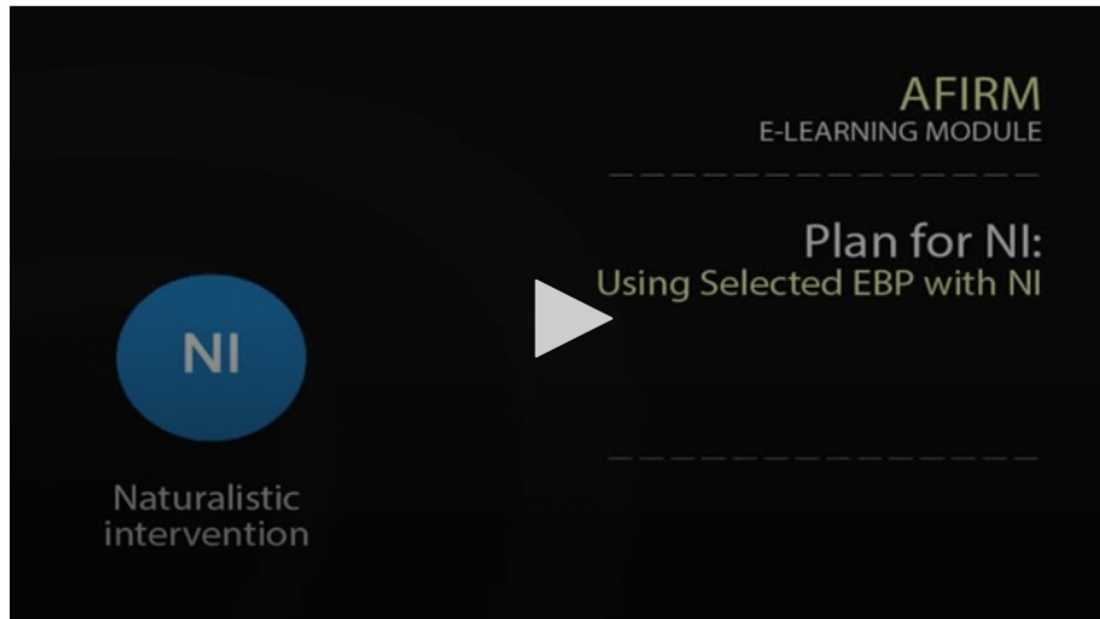 AFIRM
E-LEARNING MODULE
Plan for NI:
Using Selected EBP with NI
NI
Naturalistic
intervention